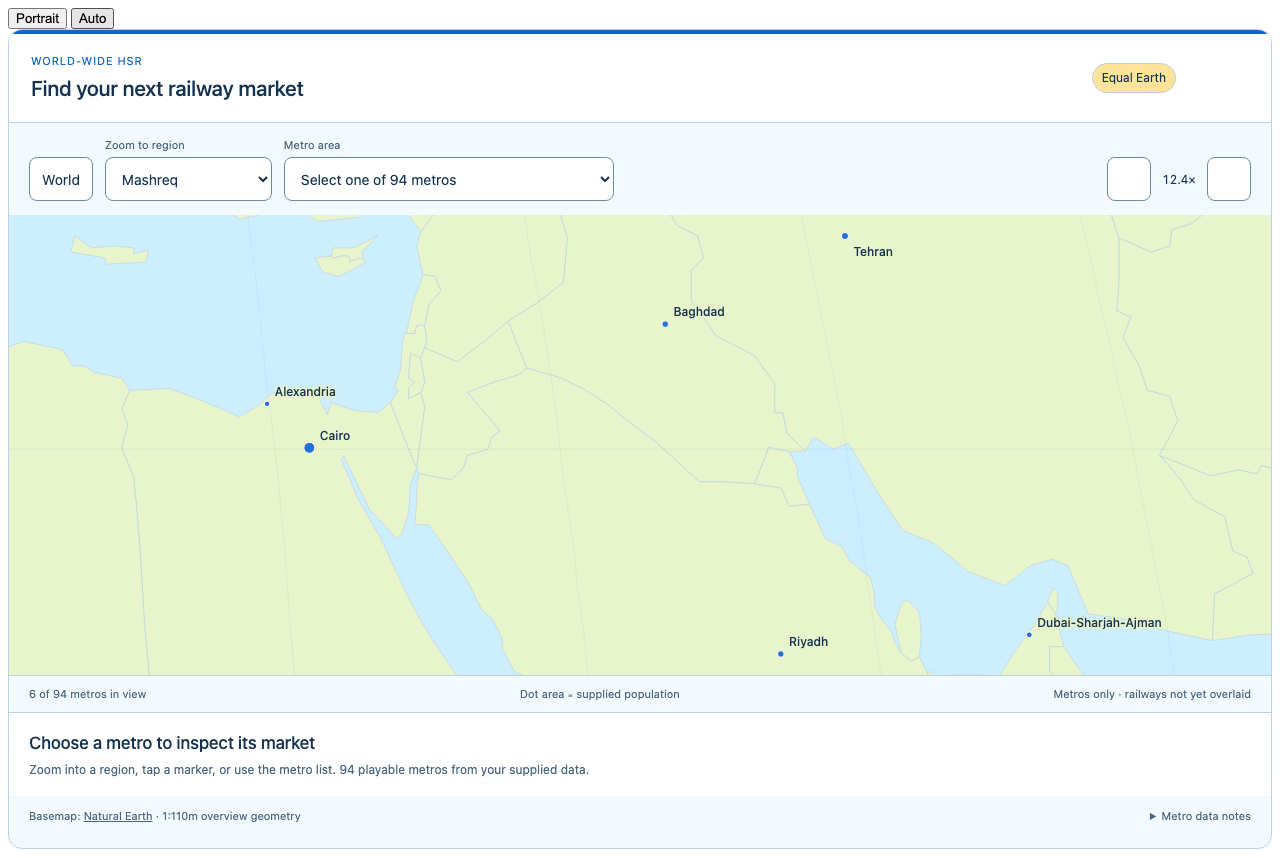 Portrait Auto
WORLD-WIDE HSR
Find your next railway market
Equal Earth
Zoom to region
Metro area
World
Mashreq
Select one of 94 metros
12.4×
Tehran
Baghdad
Alexandria
Cairo
Dubai-Sharjah-Ajman
Riyadh
6 of 94 metros in view
Dot area ∝ supplied population
Metros only · railways not yet overlaid
Choose a metro to inspect its market
Zoom into a region, tap a marker, or use the metro list. 94 playable metros from your supplied data.
Basemap: Natural Earth · 1:110m overview geometry
▶ Metro data notes